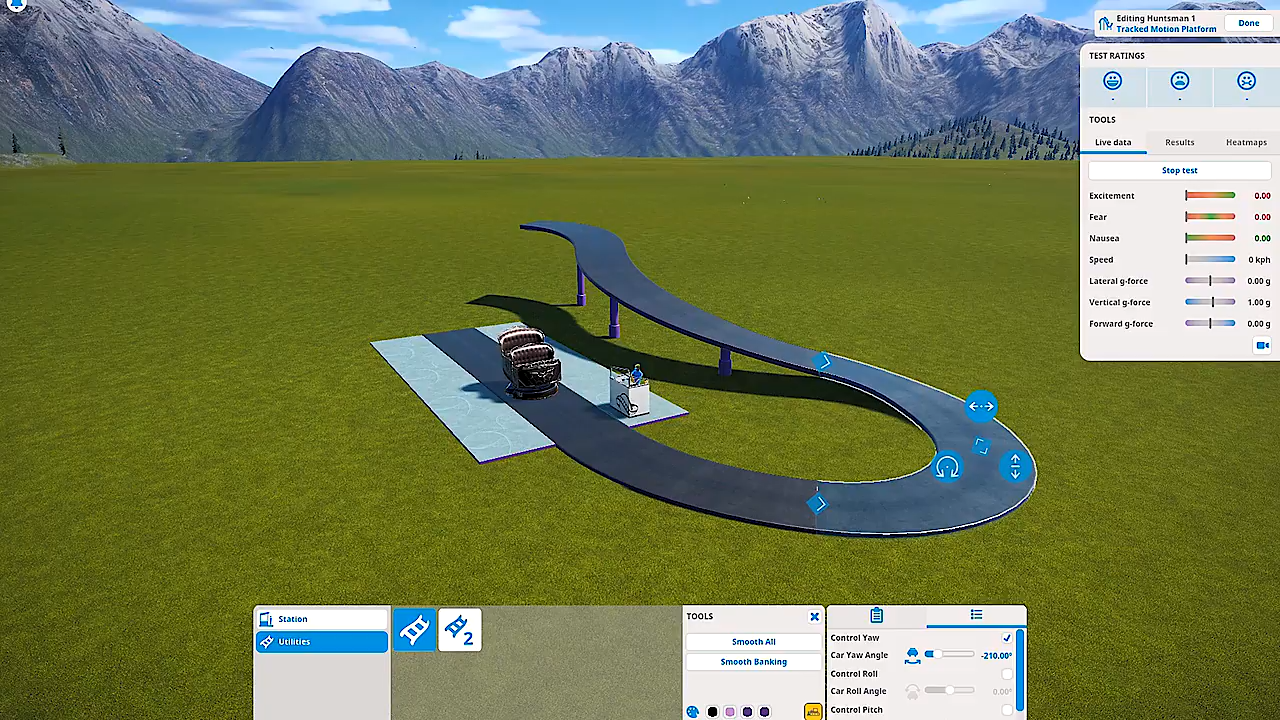 Editing Huntsman 1
Tracked Motion Platform
Done
TEST RATINGS
- - -
TOOLS
Live data Results Heatmaps
Stop test
Excitement 0.00
Fear 0.00
Nausea 0.00
Speed 0 kph
Lateral g-force 0.00 g
Vertical g-force 1.00 g
Forward g-force 0.00 g
Station
Utilities
2
TOOLS
Smooth All
Smooth Banking
Control Yaw
Car Yaw Angle -210.00°
Control Roll
Car Roll Angle 0.00°
Control Pitch